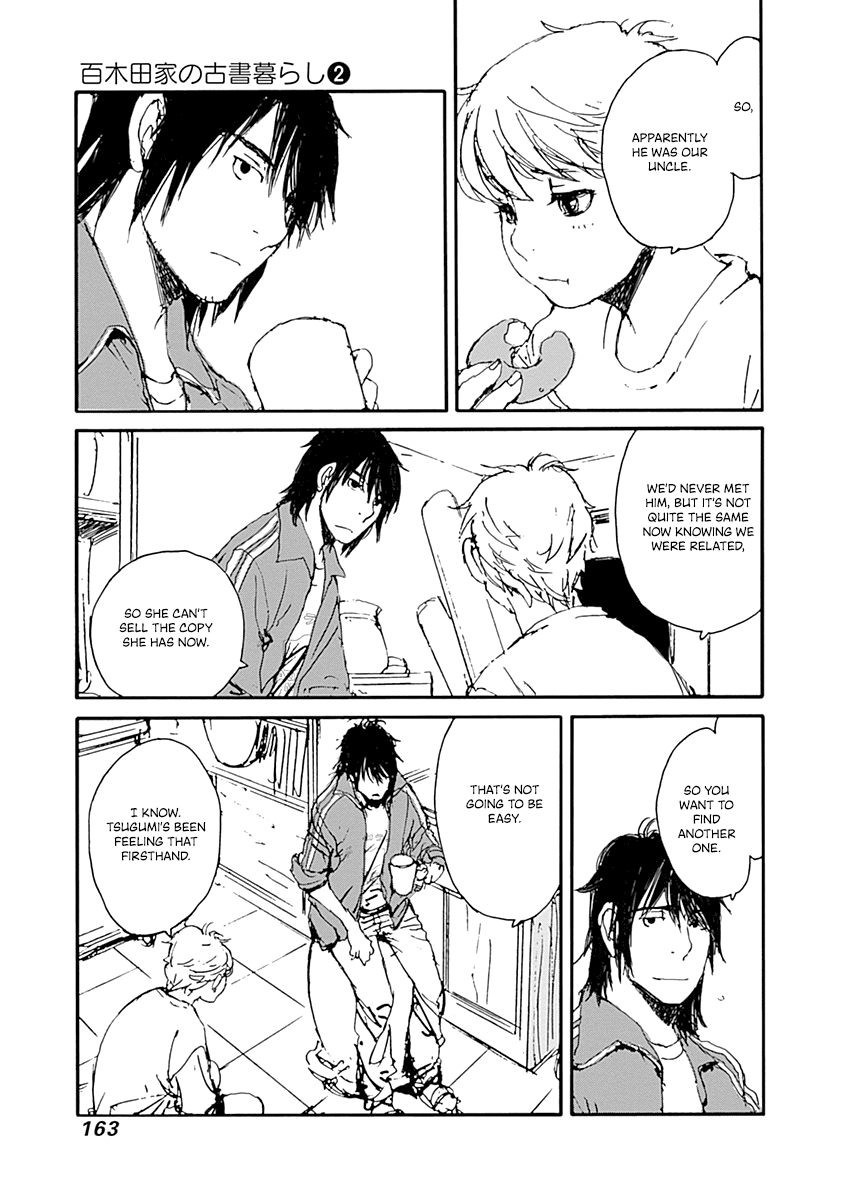 百木田家の古書暮らし❷
SO,
APPARENTLY
HE WAS OUR
UNCLE.
WE'D NEVER MET
HIM, BUT IT'S NOT
QUITE THE SAME
NOW KNOWING WE
WERE RELATED,
SO SHE CAN'T
SELL THE COPY
SHE HAS NOW.
SO YOU
WANT TO
FIND
ANOTHER
ONE.
THAT'S NOT
GOING TO BE
EASY.
I KNOW.
TSUGUMI'S BEEN
FEELING THAT
FIRSTHAND.
163